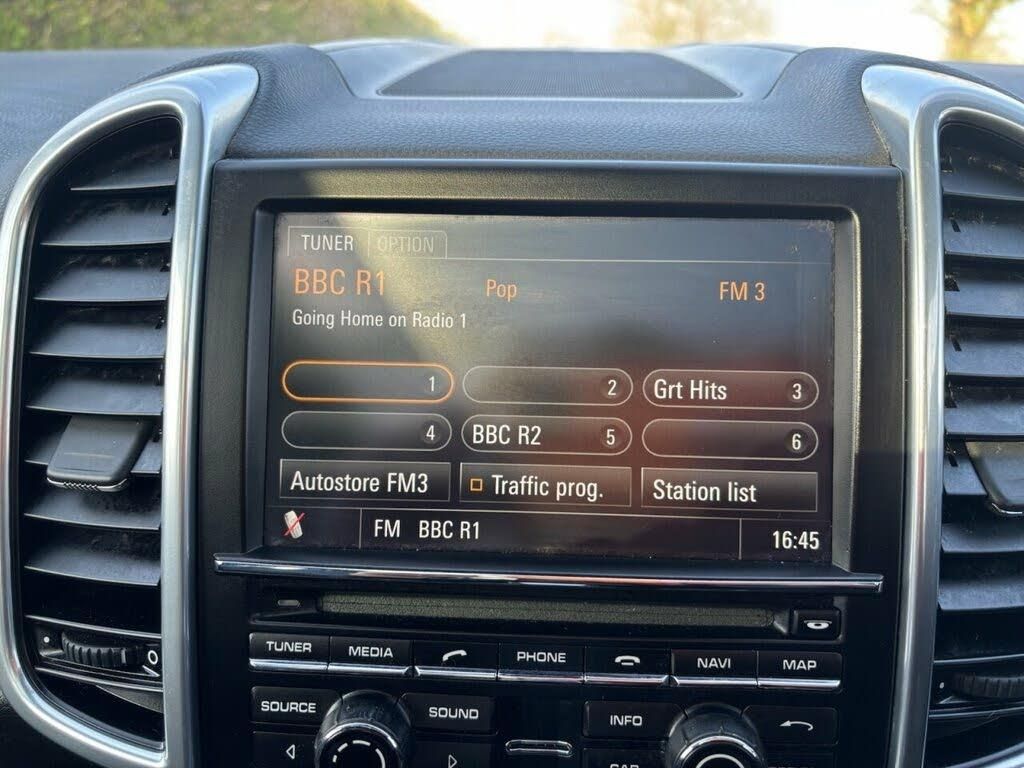 TUNER OPTION
BBC R1 Pop FM 3
Going Home on Radio 1
1 2 Grt Hits 3
4 BBC R2 5 6
Autostore FM3 Traffic prog. Station list
FM BBC R1 16:45
TUNER MEDIA PHONE NAVI MAP
SOURCE SOUND INFO
CAR
0